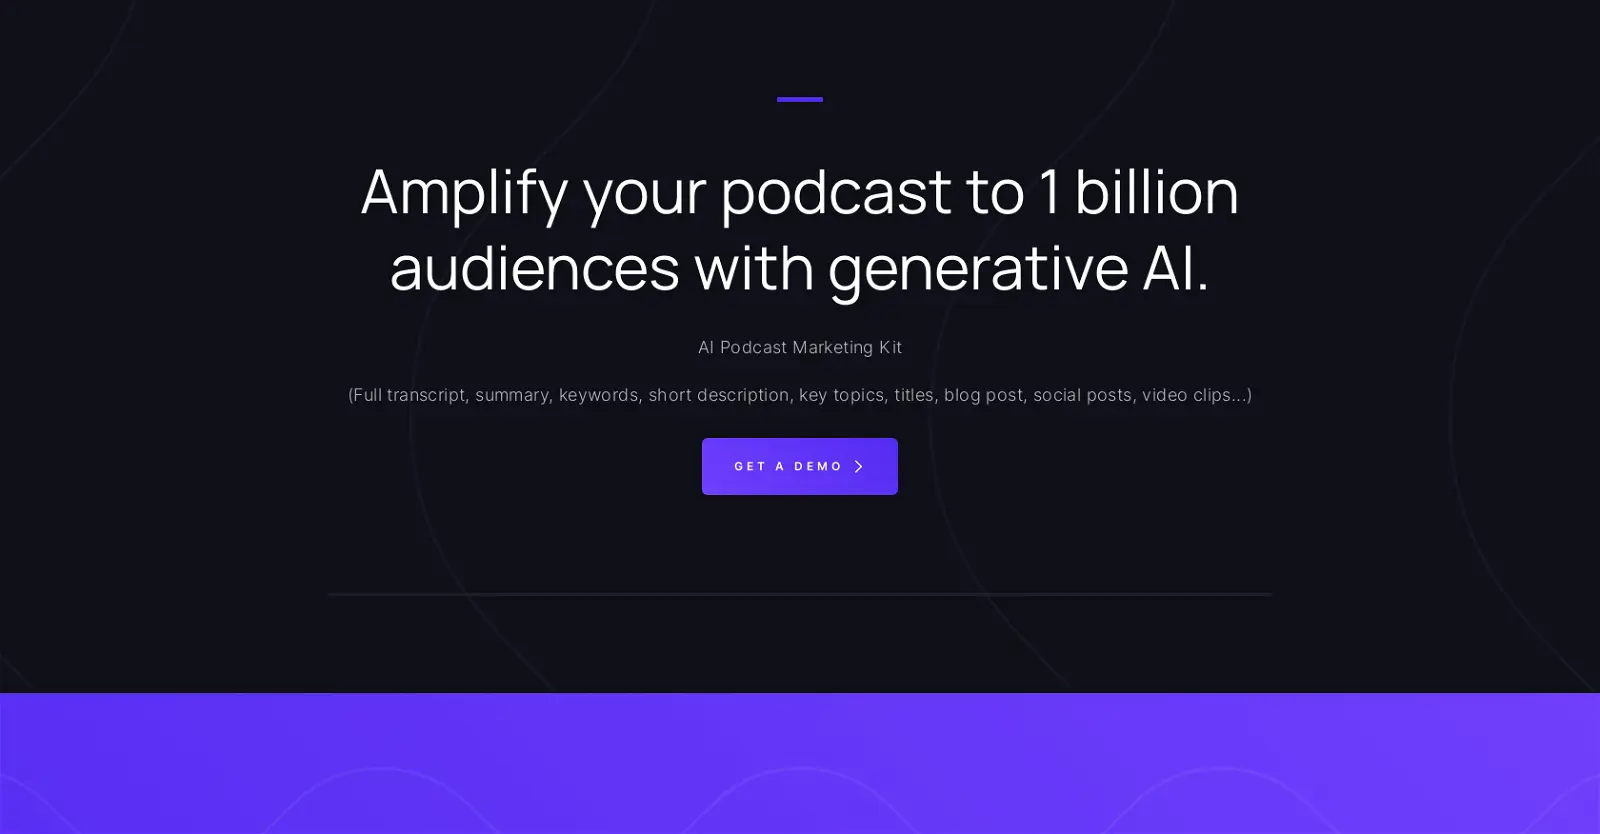 Amplify your podcast to 1 billion
audiences with generative AI.
AI Podcast Marketing Kit
(Full transcript, summary, keywords, short description, key topics, titles, blog post, social posts, video clips...)
GET A DEMO